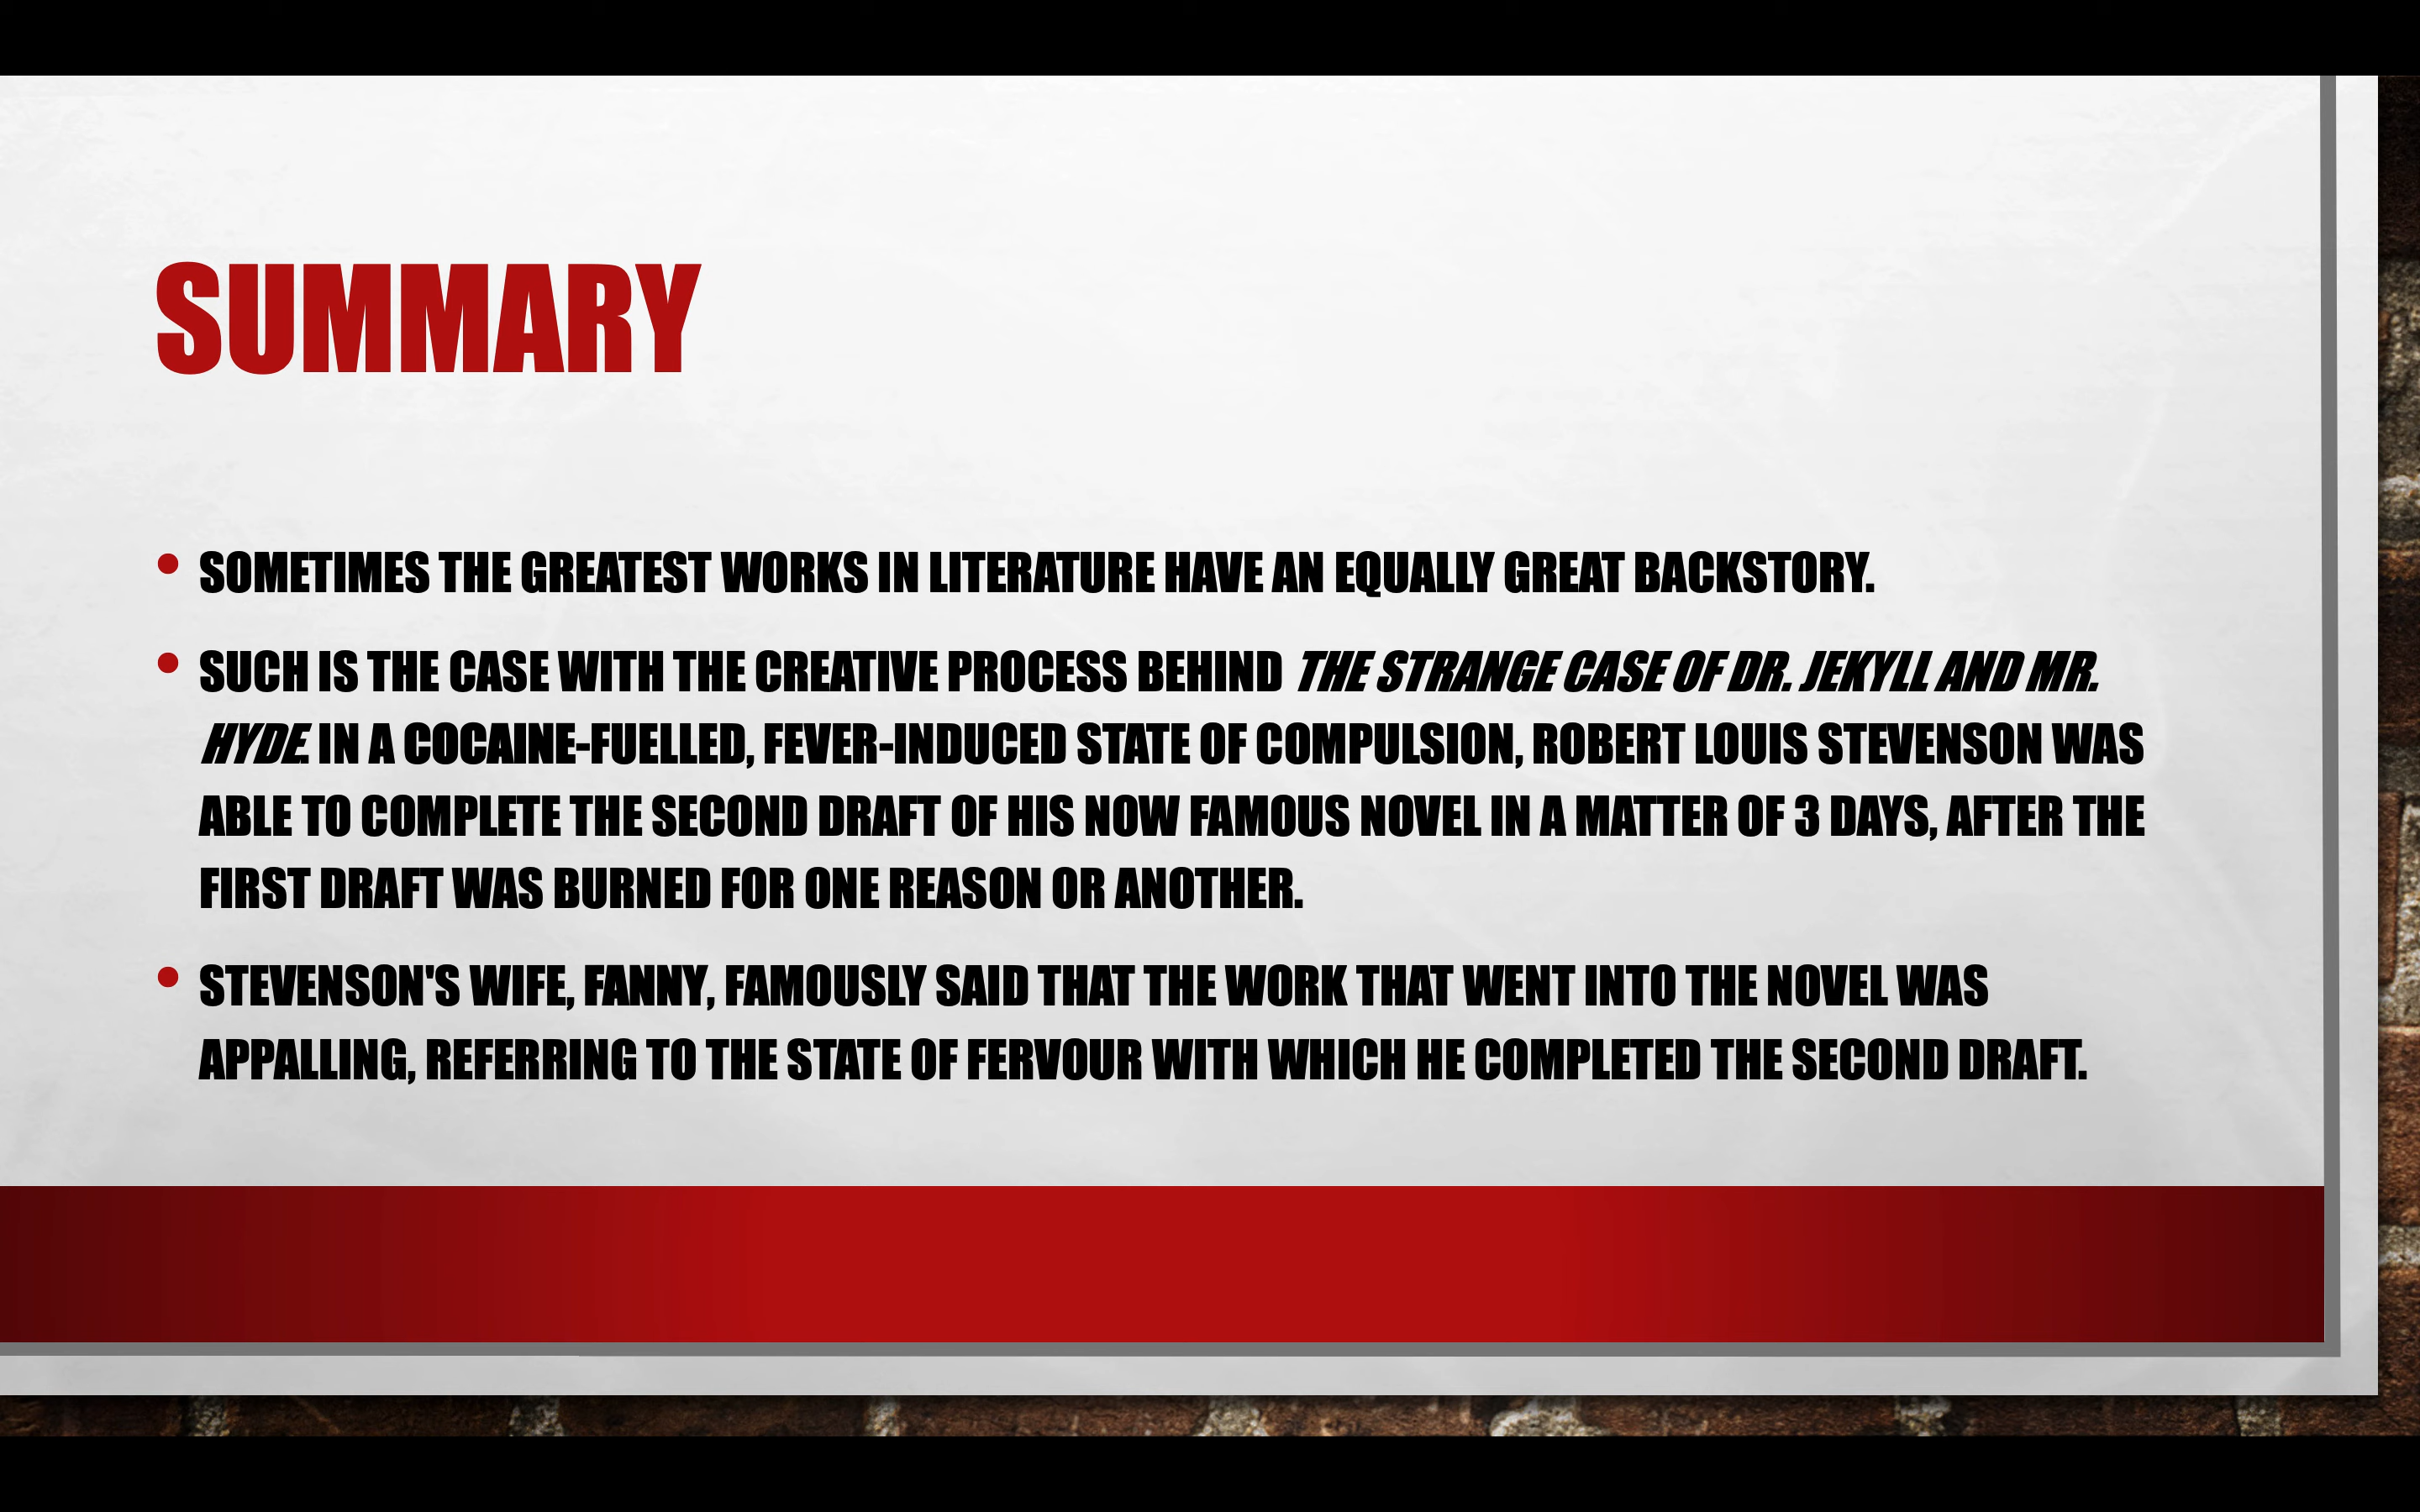 SUMMARY
• SOMETIMES THE GREATEST WORKS IN LITERATURE HAVE AN EQUALLY GREAT BACKSTORY.
• SUCH IS THE CASE WITH THE CREATIVE PROCESS BEHIND THE STRANGE CASE OF DR. JEKYLL AND MR.
HYDE. IN A COCAINE-FUELLED, FEVER-INDUCED STATE OF COMPULSION, ROBERT LOUIS STEVENSON WAS
ABLE TO COMPLETE THE SECOND DRAFT OF HIS NOW FAMOUS NOVEL IN A MATTER OF 3 DAYS, AFTER THE
FIRST DRAFT WAS BURNED FOR ONE REASON OR ANOTHER.
• STEVENSON'S WIFE, FANNY, FAMOUSLY SAID THAT THE WORK THAT WENT INTO THE NOVEL WAS
APPALLING, REFERRING TO THE STATE OF FERVOUR WITH WHICH HE COMPLETED THE SECOND DRAFT.